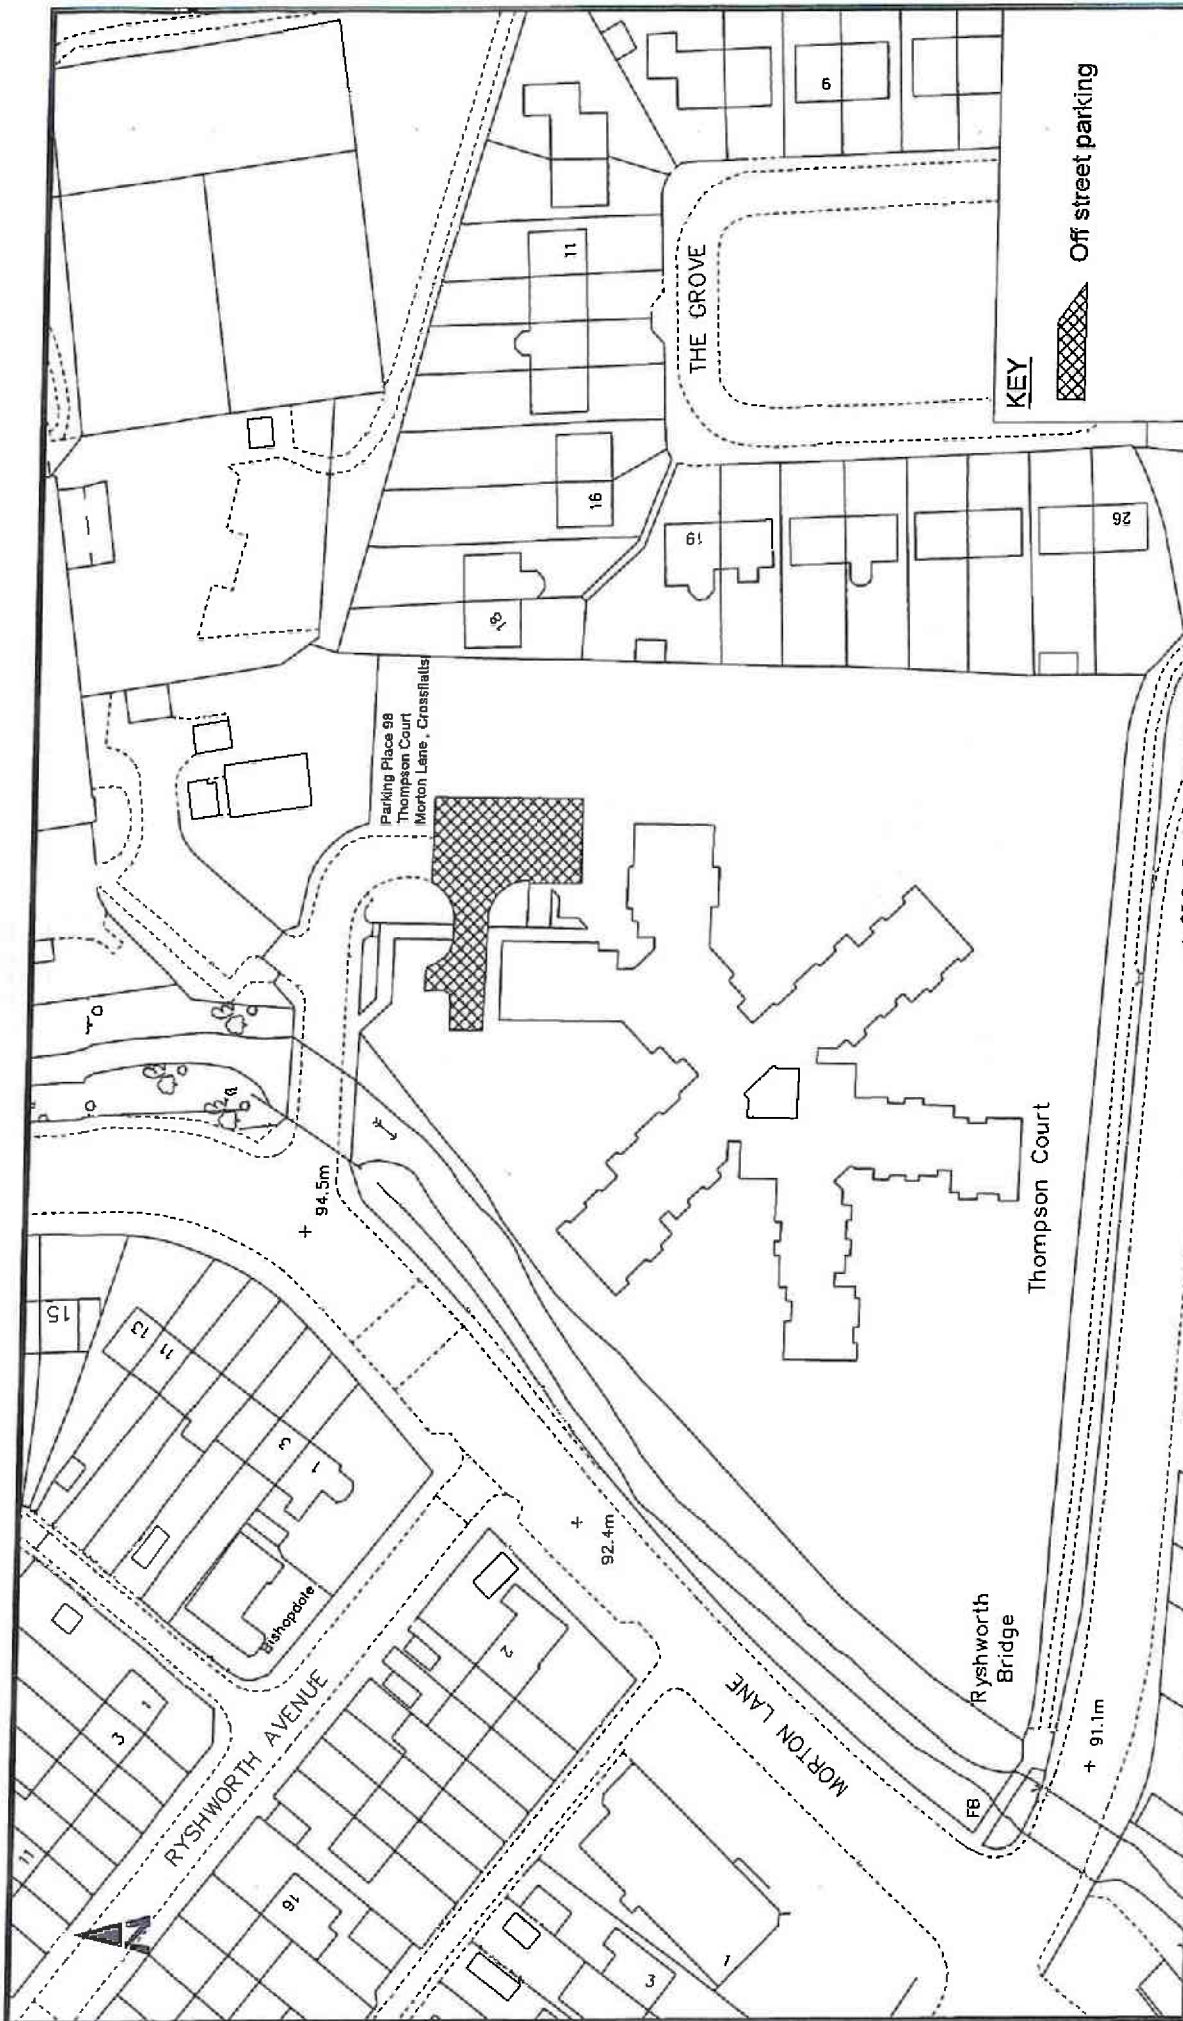 Parking Place 98
Thompson Court
Morton Lane , Crossflatts
THE GROVE
KEY
Off street parking
6
11
16
18
19
26
94.5m
15
13
11
3
1
Bishopdale
RYSHWORTH AVENUE
1
3
11
16
2
92.4m
MORTON LANE
Thompson Court
Ryshworth
Bridge
FB
91.1m
1
3
N